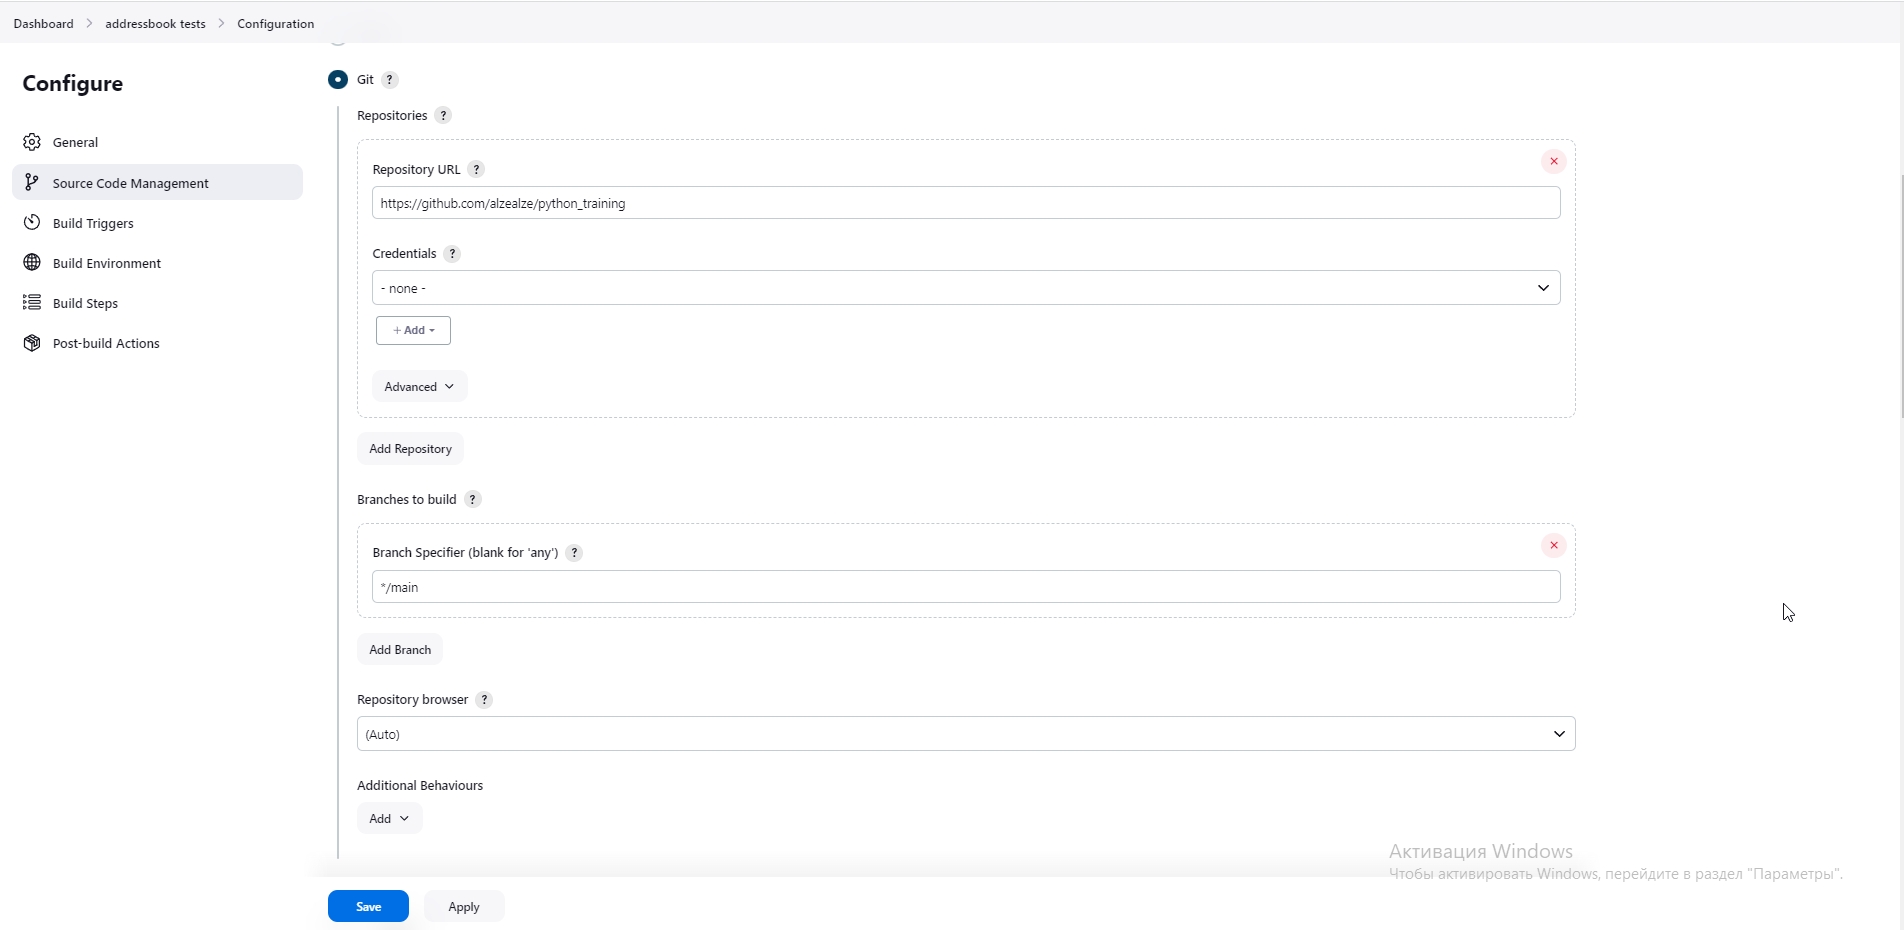 Dashboard > addressbook tests > Configuration
Configure
General
Source Code Management
Build Triggers
Build Environment
Build Steps
Post-build Actions
Git ?
Repositories ?
Repository URL ?
https://github.com/alzealze/python_training
Credentials ?
- none -
+ Add
Advanced
Add Repository
Branches to build ?
Branch Specifier (blank for 'any') ?
*/main
Add Branch
Repository browser ?
(Auto)
Additional Behaviours
Add
Активация Windows
Чтобы активировать Windows, перейдите в раздел "Параметры".
Save Apply